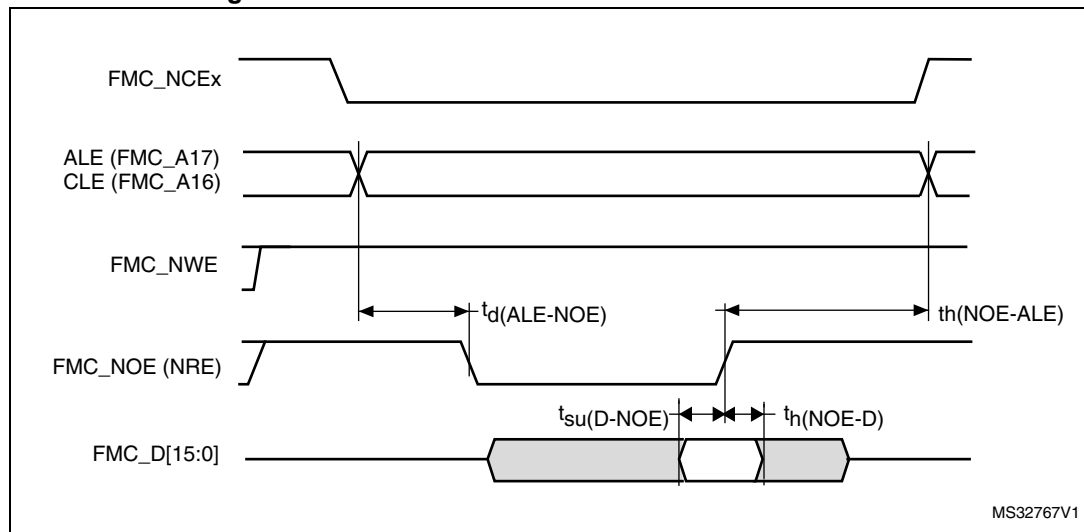 FMC_NCEx
ALE (FMC_A17)
CLE (FMC_A16)
FMC_NWE
td(ALE-NOE)
th(NOE-ALE)
FMC_NOE (NRE)
tsu(D-NOE)
th(NOE-D)
FMC_D[15:0]
MS32767V1